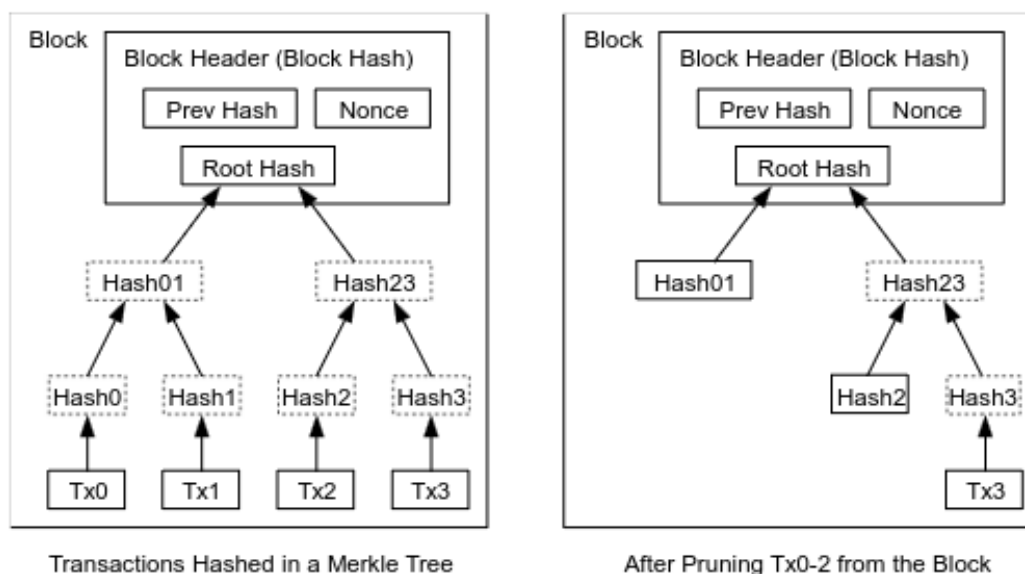 Block
Block Header (Block Hash)
Prev Hash
Nonce
Root Hash
Hash01
Hash23
Hash0
Hash1
Hash2
Hash3
Tx0
Tx1
Tx2
Tx3
Transactions Hashed in a Merkle Tree
Block
Block Header (Block Hash)
Prev Hash
Nonce
Root Hash
Hash01
Hash23
Hash2
Hash3
Tx3
After Pruning Tx0-2 from the Block